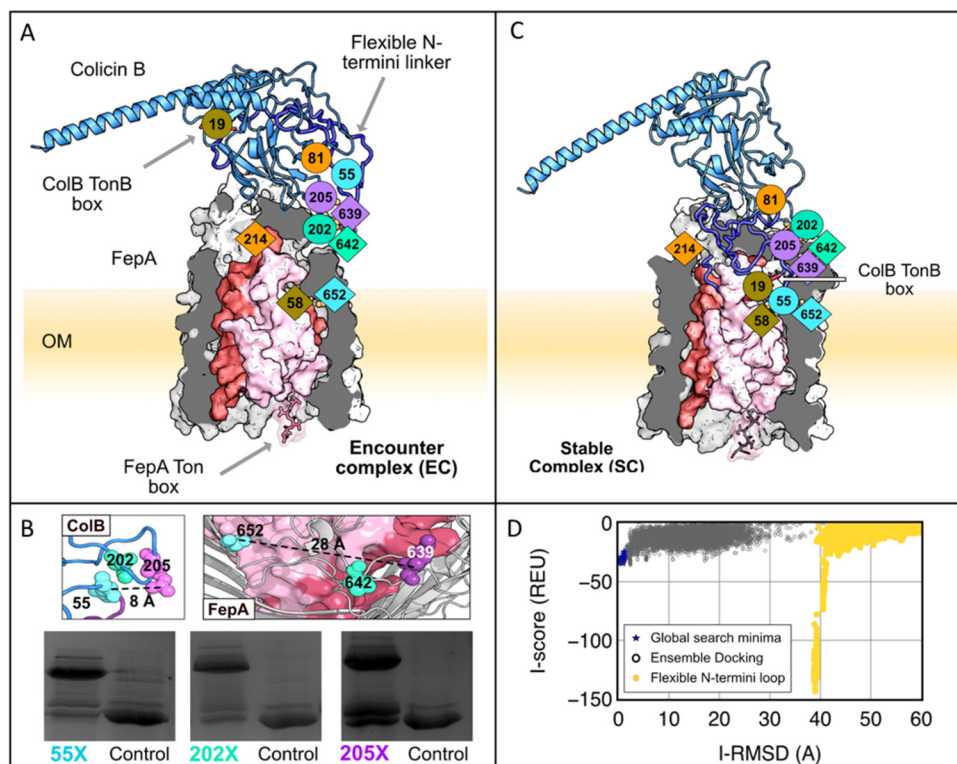 A
Flexible N-
termini linker
Colicin B
19
81
55
ColB TonB
box
205
639
202
642
214
FepA
652
58
OM
FepA Ton
box
Encounter
complex (EC)
C
81
202
205
642
214
639
19
ColB TonB
box
55
652
58
Stable
Complex (SC)
B
ColB
202
205
55
8 Å
652
28 Å
639
642
FepA
55X
Control
202X
Control
205X
Control
D
I-score (REU)
0
−50
−100
−150
Global search minima
Ensemble Docking
Flexible N-termini loop
0
10
20
30
40
50
60
I-RMSD (A)